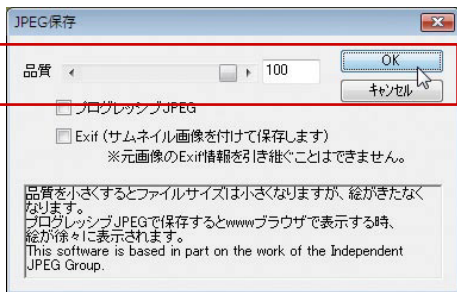 JPEG保存
品質 100 OK
キャンセル
プログレッシブJPEG
Exif (サムネイル画像を付けて保存します)
※元画像のExif情報を引き継ぐことはできません。
品質を小さくするとファイルサイズは小さくなりますが、絵がきたなく
なります。
プログレッシブJPEGで保存するとwwwブラウザで表示する時、
絵が徐々に表示されます。
This software is based in part on the work of the Independent
JPEG Group.